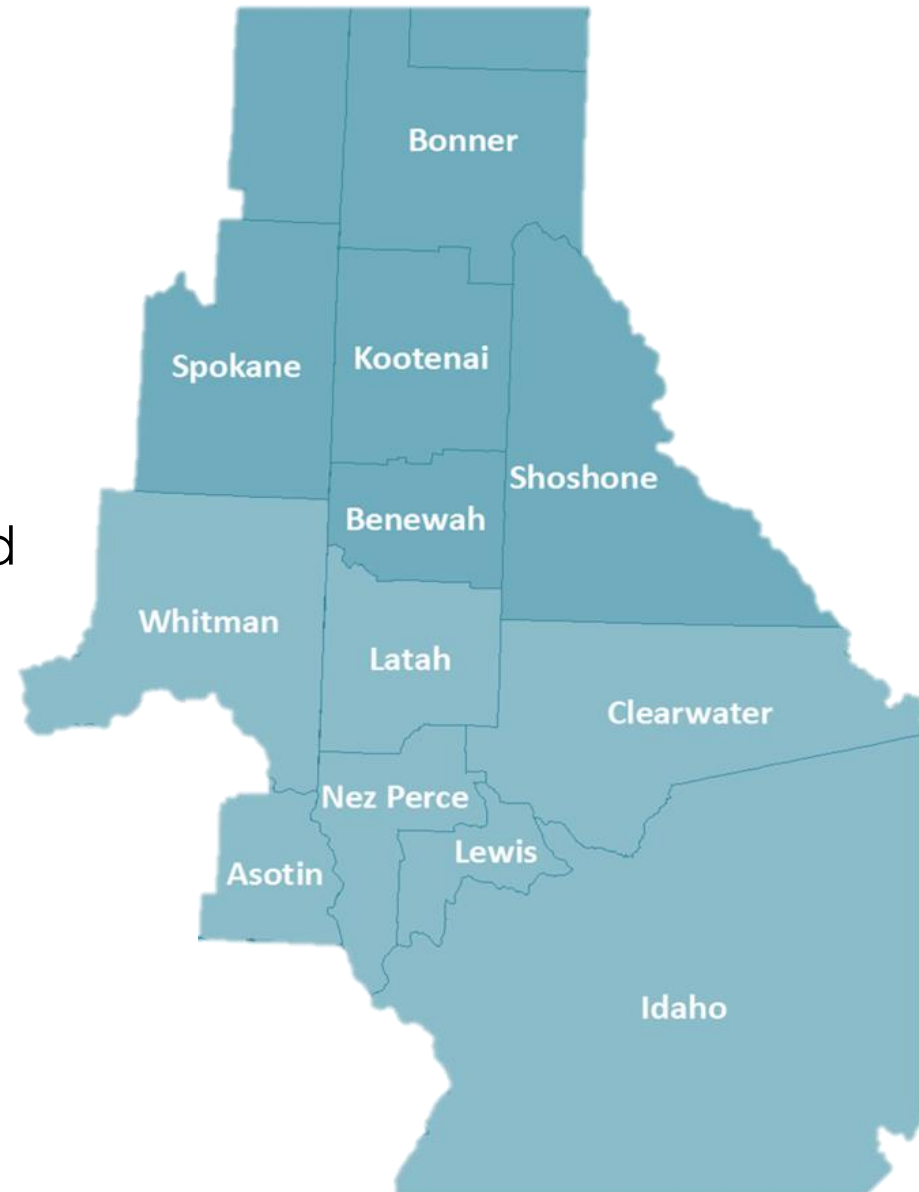 Bonner
Spokane
Kootenai
Shoshone
Benewah
d
Whitman
Latah
Clearwater
Nez Perce
Lewis
Asotin
Idaho